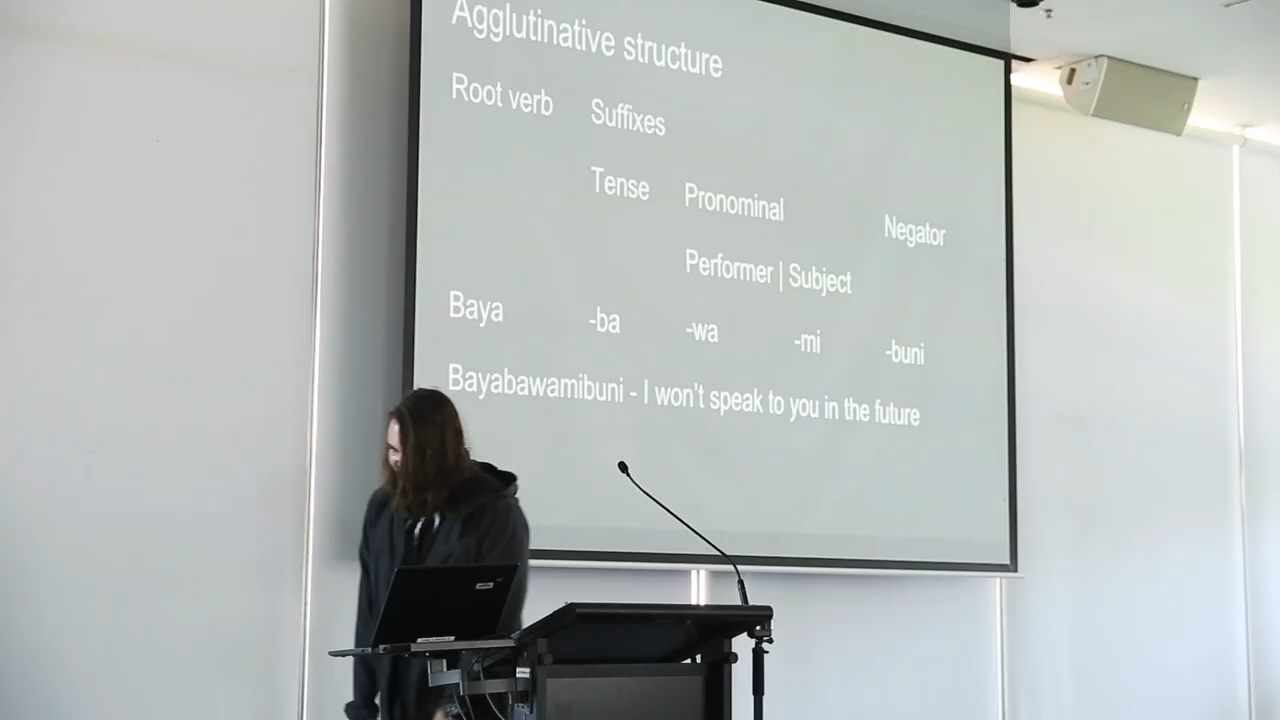 Agglutinative structure
Root verb Suffixes
Tense Pronominal Negator
Performer | Subject
Baya -ba -wa -mi -buni
Bayabawamibuni - I won't speak to you in the future